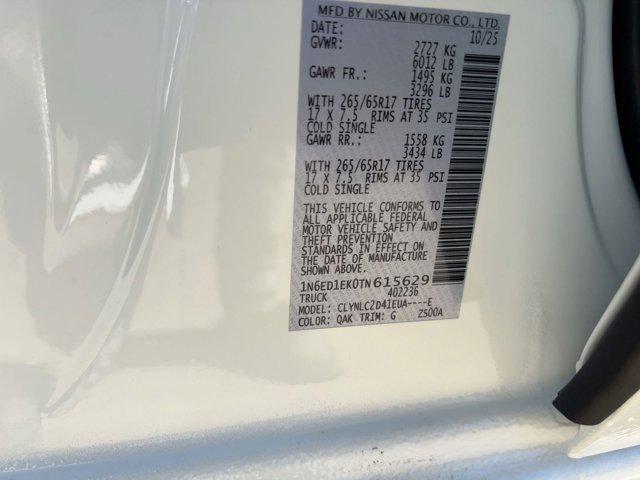 MFD BY NISSAN MOTOR CO., LTD.
DATE: 10/25
GVWR: 2727 KG
6012 LB
GAWR FR.: 1495 KG
3296 LB
WITH 265/65R17 TIRES
17 X 7.5 RIMS AT 35 PSI
COLD SINGLE
GAWR RR.: 1558 KG
3434 LB
WITH 265/65R17 TIRES
17 X 7.5 RIMS AT 35 PSI
COLD SINGLE
THIS VEHICLE CONFORMS TO
ALL APPLICABLE FEDERAL
MOTOR VEHICLE SAFETY AND
THEFT PREVENTION
STANDARDS IN EFFECT ON
THE DATE OF MANUFACTURE
SHOWN ABOVE.
1N6ED1EK0TN615629
TRUCK 402236
MODEL: CLYNLC2D41EUA----E
COLOR: QAK TRIM: G ZS00A